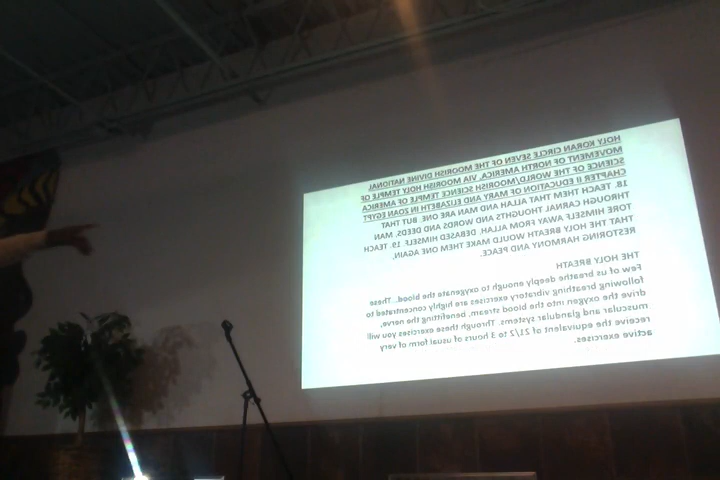 HOLY KORAN CIRCLE SEVEN OF THE MOORISH DIVINE NATIONAL
MOVEMENT OF NORTH AMERICA, VIA, MOORISH HOLY TEMPLE OF
SCIENCE OF THE WORLD/MOORISH SCIENCE TEMPLE OF AMERICA
CHAPTER II EDUCATION OF MARY AND ELIZABETH IN ZOAN EGYPT
18. TEACH THEM THAT ALLAH AND MAN ARE ONE. BUT THAT
THROUGH CARNAL THOUGHTS AND WORDS AND DEEDS, MAN
TORE HIMSELF AWAY FROM ALLAH, DEBASED HIMSELF. 19. TEACH
THAT THE HOLY BREATH WOULD MAKE THEM ONE AGAIN,
RESTORING HARMONY AND PEACE.
THE HOLY BREATH
Few of us breathe deeply enough to oxygenate the blood.. These
following breathing vibratory exercises are highly concentrated to
drive the oxygen into the blood stream, benefitting the nerve,
muscular and glandular systems. Through these exercises you will
receive the equivalent of 21/2 to 3 hours of usual form of very
active exercises.